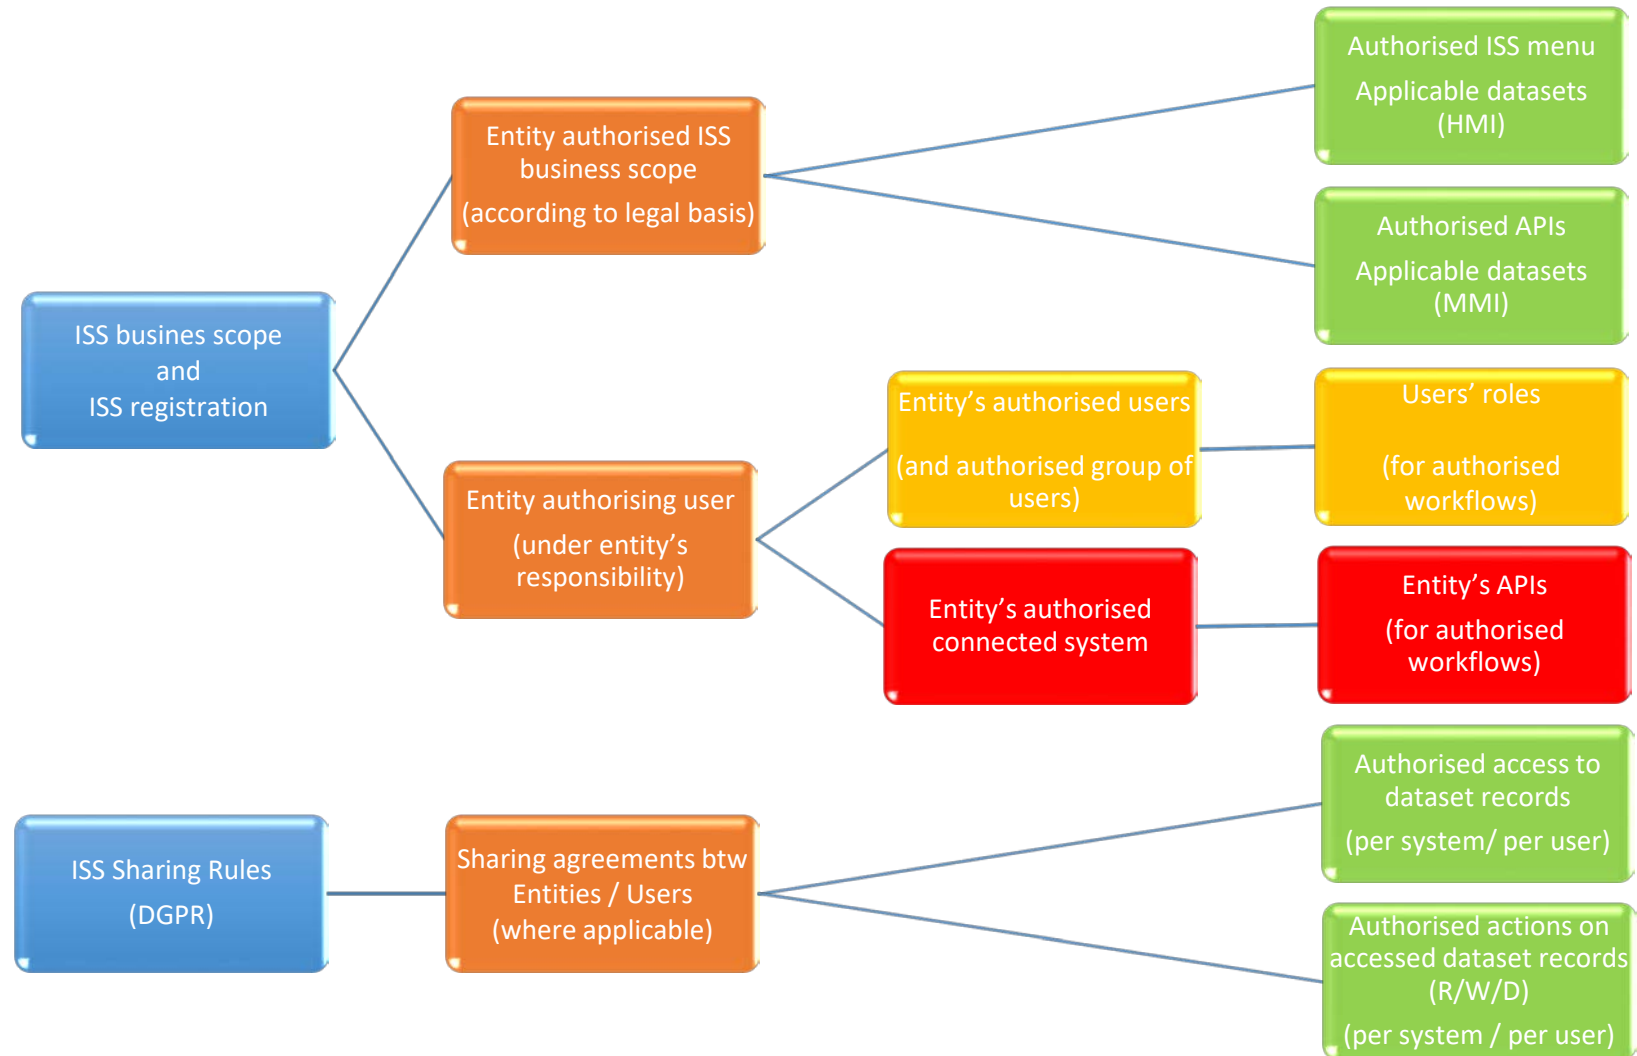 Authorised ISS menu
Applicable datasets
(HMI)
Entity authorised ISS
business scope
(according to legal basis)
Authorised APIs
Applicable datasets
(MMI)
ISS busines scope
and
ISS registration
Entity's authorised users
(and authorised group of
users)
Users' roles
(for authorised
workflows)
Entity authorising user
(under entity's
responsibility)
Entity's authorised
connected system
Entity's APIs
(for authorised
workflows)
Authorised access to
dataset records
(per system/ per user)
ISS Sharing Rules
(DGPR)
Sharing agreements btw
Entities / Users
(where applicable)
Authorised actions on
accessed dataset records
(R/W/D)
(per system / per user)